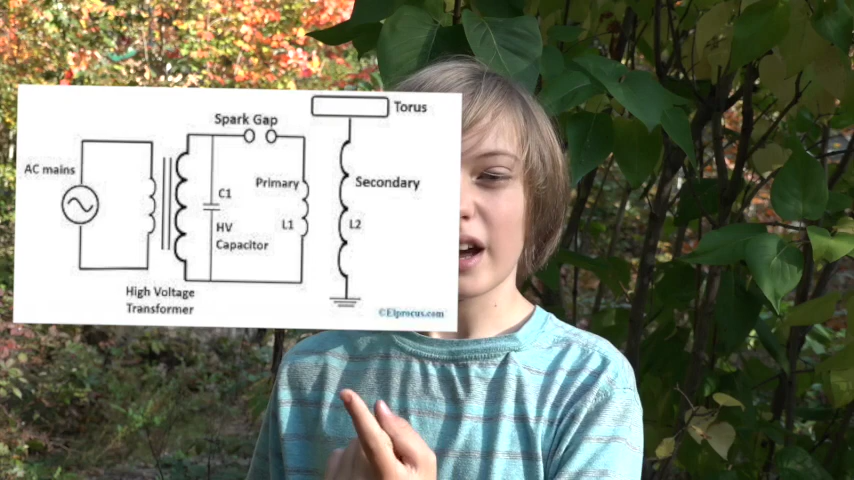 Torus
Spark Gap
AC mains
Primary
Secondary
C1
L1
L2
HV
Capacitor
High Voltage
Transformer
©Elprocus.com